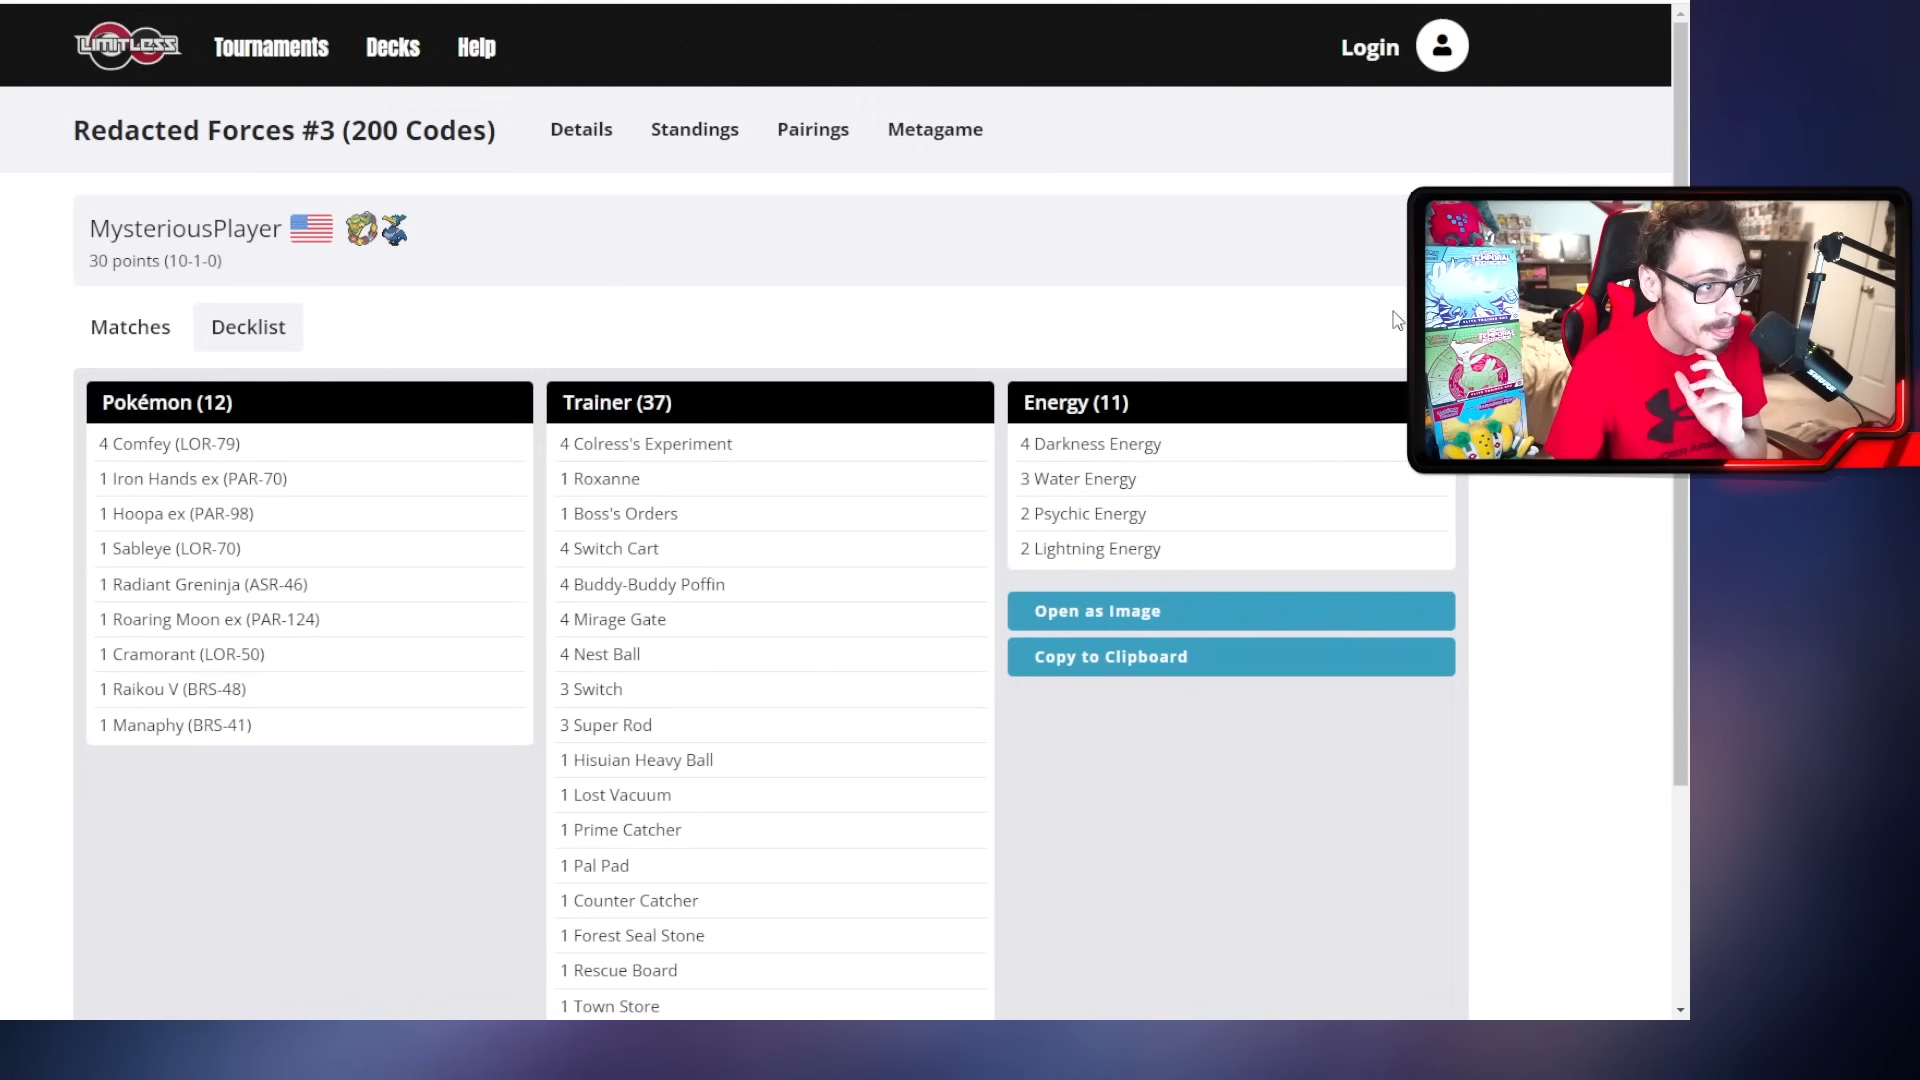 LIMITLESS
Tournaments
Decks
Help
Login
Redacted Forces #3 (200 Codes)
Details
Standings
Pairings
Metagame
MysteriousPlayer
30 points (10-1-0)
Matches
Decklist
Pokémon (12)
4 Comfey (LOR-79)
1 Iron Hands ex (PAR-70)
1 Hoopa ex (PAR-98)
1 Sableye (LOR-70)
1 Radiant Greninja (ASR-46)
1 Roaring Moon ex (PAR-124)
1 Cramorant (LOR-50)
1 Raikou V (BRS-48)
1 Manaphy (BRS-41)
Trainer (37)
4 Colress's Experiment
1 Roxanne
1 Boss's Orders
4 Switch Cart
4 Buddy-Buddy Poffin
4 Mirage Gate
4 Nest Ball
3 Switch
3 Super Rod
1 Hisuian Heavy Ball
1 Lost Vacuum
1 Prime Catcher
1 Pal Pad
1 Counter Catcher
1 Forest Seal Stone
1 Rescue Board
1 Town Store
Energy (11)
4 Darkness Energy
3 Water Energy
2 Psychic Energy
2 Lightning Energy
Open as Image
Copy to Clipboard
TEMPORAL
SHURE